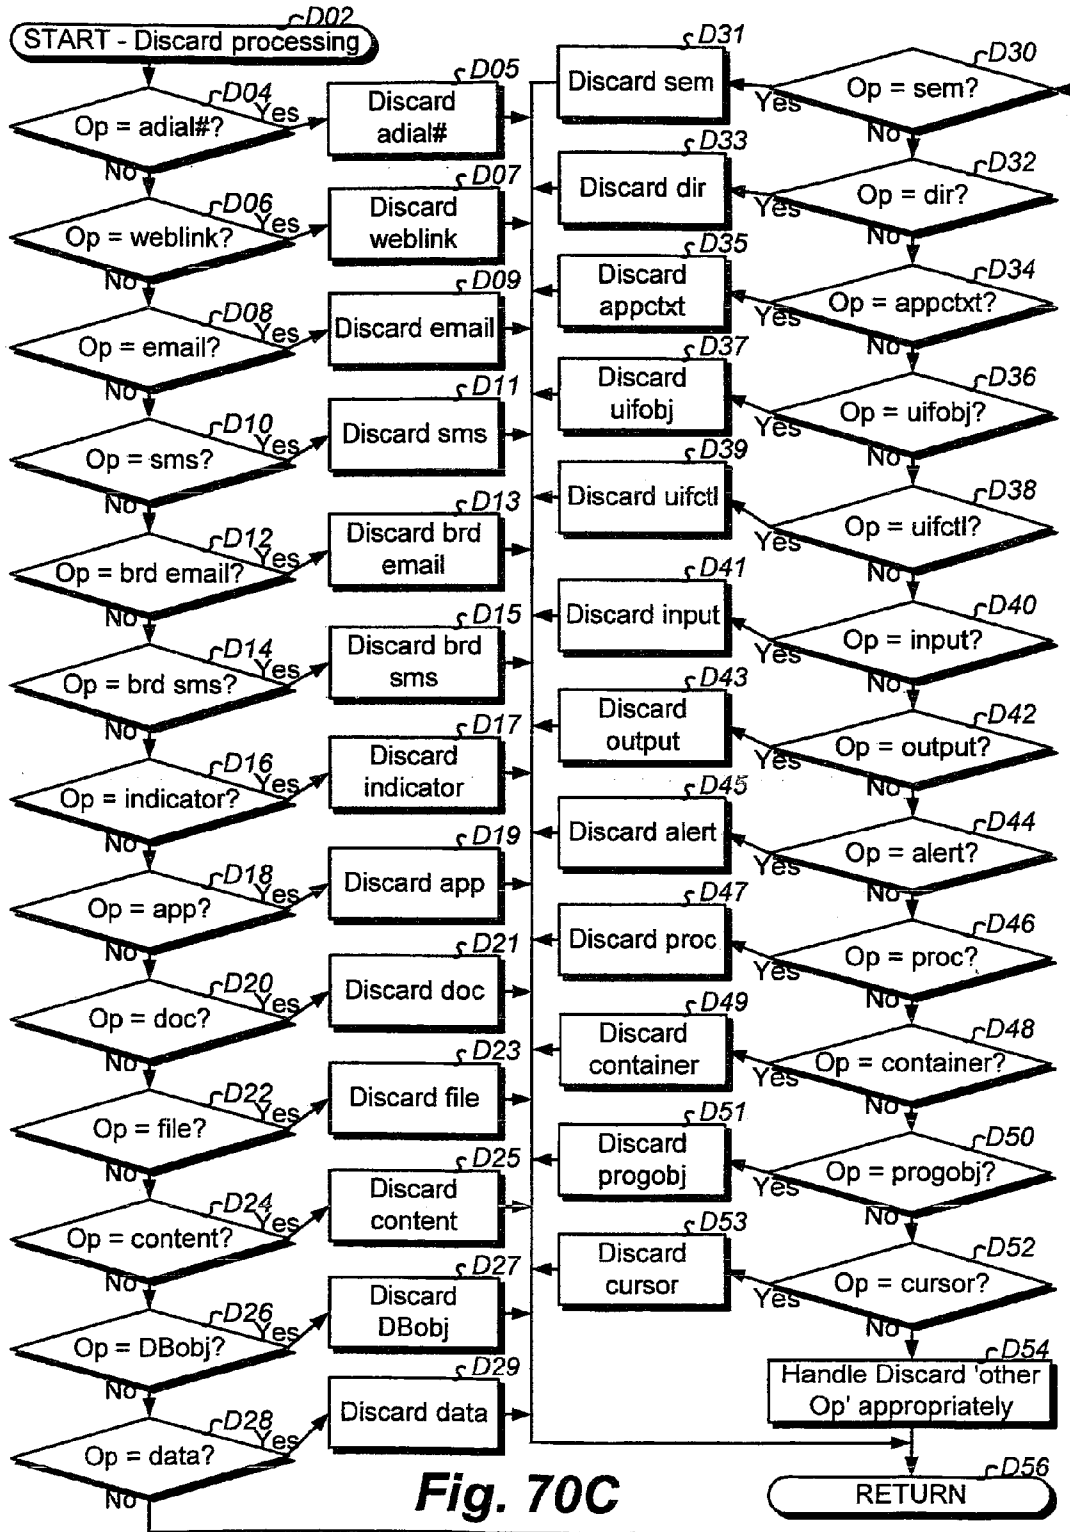 D02
START - Discard processing
D04
Op = adial#?
Yes
No
D05
Discard
adial#
D06
Op = weblink?
Yes
No
D07
Discard
weblink
D08
Op = email?
Yes
No
D09
Discard email
D10
Op = sms?
Yes
No
D11
Discard sms
D12
Op = brd email?
Yes
No
D13
Discard brd
email
D14
Op = brd sms?
Yes
No
D15
Discard brd
sms
D16
Op = indicator?
Yes
No
D17
Discard
indicator
D18
Op = app?
Yes
No
D19
Discard app
D20
Op = doc?
Yes
No
D21
Discard doc
D22
Op = file?
Yes
No
D23
Discard file
D24
Op = content?
Yes
No
D25
Discard
content
D26
Op = DBobj?
Yes
No
D27
Discard
DBobj
D28
Op = data?
Yes
No
D29
Discard data
D30
Op = sem?
Yes
No
D31
Discard sem
D32
Op = dir?
Yes
No
D33
Discard dir
D34
Op = appctxt?
Yes
No
D35
Discard
appctxt
D36
Op = uifobj?
Yes
No
D37
Discard
uifobj
D38
Op = uifctl?
Yes
No
D39
Discard uifctl
D40
Op = input?
Yes
No
D41
Discard input
D42
Op = output?
Yes
No
D43
Discard
output
D44
Op = alert?
Yes
No
D45
Discard alert
D46
Op = proc?
Yes
No
D47
Discard proc
D48
Op = container?
Yes
No
D49
Discard
container
D50
Op = progobj?
Yes
No
D51
Discard
progobj
D52
Op = cursor?
Yes
No
D53
Discard
cursor
D54
Handle Discard 'other
Op' appropriately
D56
RETURN
Fig. 70C